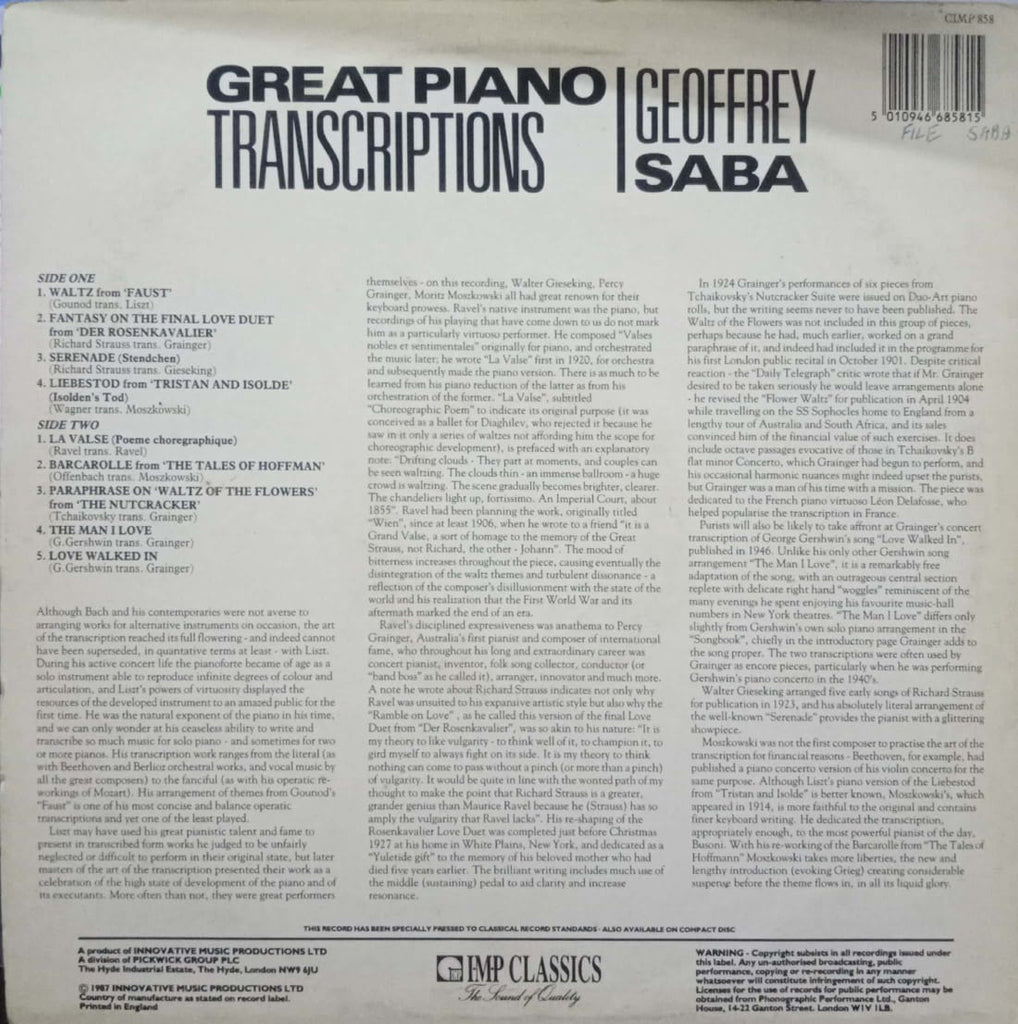 CIMP 858
GREAT PIANO
TRANSCRIPTIONS
GEOFFREY
SABA
5 010946 685815
FILE SABA
SIDE ONE
1. WALTZ from 'FAUST'
(Gounod trans. Liszt)
2. FANTASY ON THE FINAL LOVE DUET
from 'DER ROSENKAVALIER'
(Richard Strauss trans. Grainger)
3. SERENADE (Stendchen)
(Richard Strauss trans. Gieseking)
4. LIEBESTOD from 'TRISTAN AND ISOLDE'
(Isolden's Tod)
(Wagner trans. Moszkowski)
SIDE TWO
1. LA VALSE (Poeme choregraphique)
(Ravel trans. Ravel)
2. BARCAROLLE from 'THE TALES OF HOFFMAN'
(Offenbach trans. Moszkowski)
3. PARAPHRASE ON 'WALTZ OF THE FLOWERS'
from 'THE NUTCRACKER'
(Tchaikovsky trans. Grainger)
4. THE MAN I LOVE
(G.Gershwin trans. Grainger)
5. LOVE WALKED IN
(G.Gershwin trans. Grainger)
Although Bach and his contemporaries were not averse to
arranging works for alternative instruments on occasion, the art
of the transcription reached its full flowering - and indeed cannot
have been superseded, in quantative terms at least - with Liszt.
During his active concert life the pianoforte became of age as a
solo instrument able to reproduce infinite degrees of colour and
articulation, and Liszt's powers of virtuosity displayed the
resources of the developed instrument to an amazed public for the
first time. He was the natural exponent of the piano in his time,
and we can only wonder at his ceaseless ability to write and
transcribe so much music for solo piano - and sometimes for two
or more pianos. His transcription work ranges from the literal (as
with Beethoven and Berlioz orchestral works, and vocal music by
all the great composers) to the fanciful (as with his operatic re-
workings of Mozart). His arrangement of themes from Gounod's
"Faust" is one of his most concise and balance operatic
transcriptions and yet one of the least played.
Liszt may have used his great pianistic talent and fame to
present in transcribed form works he judged to be unfairly
neglected or difficult to perform in their original state, but later
masters of the art of the transcription presented their work as a
celebration of the high state of development of the piano and of
its executants. More often than not, they were great performers
themselves - on this recording, Walter Gieseking, Percy
Grainger, Moritz Moszkowski all had great renown for their
keyboard prowess. Ravel's native instrument was the piano, but
recordings of his playing that have come down to us do not mark
him as a particularly virtuoso performer. He composed "Valses
nobles et sentimentales" originally for piano, and orchestrated
the music later; he wrote "La Valse" first in 1920, for orchestra
and subsequently made the piano version. There is as much to be
learned from his piano reduction of the latter as from his
orchestration of the former. "La Valse", subtitled
"Choreographic Poem" to indicate its original purpose (it was
conceived as a ballet for Diaghilev, who rejected it because he
saw in it only a series of waltzes not affording him the scope for
choreographic development), is prefaced with an explanatory
note: "Drifting clouds - They part at moments, and couples can
be seen waltzing. The clouds thin - an immense ballroom - a huge
crowd is waltzing. The scene gradually becomes brighter, clearer.
The chandeliers light up, fortissimo. An Imperial Court, about
1855". Ravel had been planning the work, originally titled
"Wien", since at least 1906, when he wrote to a friend "it is a
Grand Valse, a sort of homage to the memory of the Great
Strauss, not Richard, the other - Johann". The mood of
bitterness increases throughout the piece, causing eventually the
disintegration of the waltz themes and turbulent dissonance - a
reflection of the composer's disillusionment with the state of the
world and his realization that the First World War and its
aftermath marked the end of an era.
Ravel's disciplined expressiveness was anathema to Percy
Grainger, Australia's first pianist and composer of international
fame, who throughout his long and extraordinary career was
concert pianist, inventor, folk song collector, conductor (or
"band boss" as he called it), arranger, innovator and much more.
A note he wrote about Richard Strauss indicates not only why
Ravel was unsuited to his expansive artistic style but also why the
"Ramble on Love" , as he called this version of the final Love
Duet from "Der Rosenkavalier", was so akin to his nature: "It is
my theory to like vulgarity - to think well of it, to champion it, to
gird myself to always fight on its side. It is my theory to think
nothing can come to pass without a pinch (or more than a pinch)
of vulgarity. It would be quite in line with the wonted path of my
thought to make the point that Richard Strauss is a greater,
grander genius than Maurice Ravel because he (Strauss) has so
amply the vulgarity that Ravel lacks". His re-shaping of the
Rosenkavalier Love Duet was completed just before Christmas
1927 at his home in White Plains, New York, and dedicated as a
"Yuletide gift" to the memory of his beloved mother who had
died five years earlier. The brilliant writing includes much use of
the middle (sustaining) pedal to aid clarity and increase
resonance.
In 1924 Grainger's performances of six pieces from
Tchaikovsky's Nutcracker Suite were issued on Duo-Art piano
rolls, but the writing seems never to have been published. The
Waltz of the Flowers was not included in this group of pieces,
perhaps because he had, much earlier, worked on a grand
paraphrase of it, and indeed had included it in the programme for
his first London public recital in October 1901. Despite critical
reaction - the "Daily Telegraph" critic wrote that if Mr. Grainger
desired to be taken seriously he would leave arrangements alone
- he revised the "Flower Waltz" for publication in April 1904
while travelling on the SS Sophocles home to England from a
lengthy tour of Australia and South Africa, and its sales
convinced him of the financial value of such exercises. It does
include octave passages evocative of those in Tchaikovsky's B
flat minor Concerto, which Grainger had begun to perform, and
his occasional harmonic nuances might indeed upset the purists,
but Grainger was a man of his time with a mission. The piece was
dedicated to the French piano virtuoso Léon Delafosse, who
helped popularise the transcription in France.
Purists will also be likely to take affront at Grainger's concert
transcription of George Gershwin's song "Love Walked In",
published in 1946. Unlike his only other Gershwin song
arrangement "The Man I Love", it is a remarkably free
adaptation of the song, with an outrageous central section
replete with delicate right hand "woggles" reminiscent of the
many evenings he spent enjoying his favourite music-hall
numbers in New York theatres. "The Man I Love" differs only
slightly from Gershwin's own solo piano arrangement in the
"Songbook", chiefly in the introductory page Grainger adds to
the song proper. The two transcriptions were often used by
Grainger as encore pieces, particularly when he was performing
Gershwin's piano concerto in the 1940's.
Walter Gieseking arranged five early songs of Richard Strauss
for publication in 1923, and his absolutely literal arrangement of
the well-known "Serenade" provides the pianist with a glittering
showpiece.
Moszkowski was not the first composer to practise the art of the
transcription for financial reasons - Beethoven, for example, had
published a piano concerto version of his violin concerto for the
same purpose. Although Liszt's piano version of the Liebestod
from "Tristan and Isolde" is better known, Moszkowski's, which
appeared in 1914, is more faithful to the original and contains
finer keyboard writing. He dedicated the transcription,
appropriately enough, to the most powerful pianist of the day,
Busoni. With his re-working of the Barcarolle from "The Tales of
Hoffmann" Moszkowski takes more liberties, the new and
lengthy introduction (evoking Grieg) creating considerable
suspense before the theme flows in, in all its liquid glory.
THIS RECORD HAS BEEN SPECIALLY PRESSED TO CLASSICAL RECORD STANDARDS - ALSO AVAILABLE ON COMPACT DISC
A product of INNOVATIVE MUSIC PRODUCTIONS LTD
A division of PICKWICK GROUP PLC
The Hyde Industrial Estate, The Hyde, London NW9 6JU
© 1987 INNOVATIVE MUSIC PRODUCTIONS LTD
Country of manufacture as stated on record label.
Printed in England
IMP CLASSICS
The Sound of Quality
WARNING - Copyright subsists in all recordings issued under
this label. Any un-authorised broadcasting, public
performance, copying or re-recording in any manner
whatsoever will constitute infringement of such copyright.
Licenses for the use of records for public performance may be
obtained from Phonographic Performance Ltd., Ganton
House, 14-22 Ganton Street. London W1V 1LB.